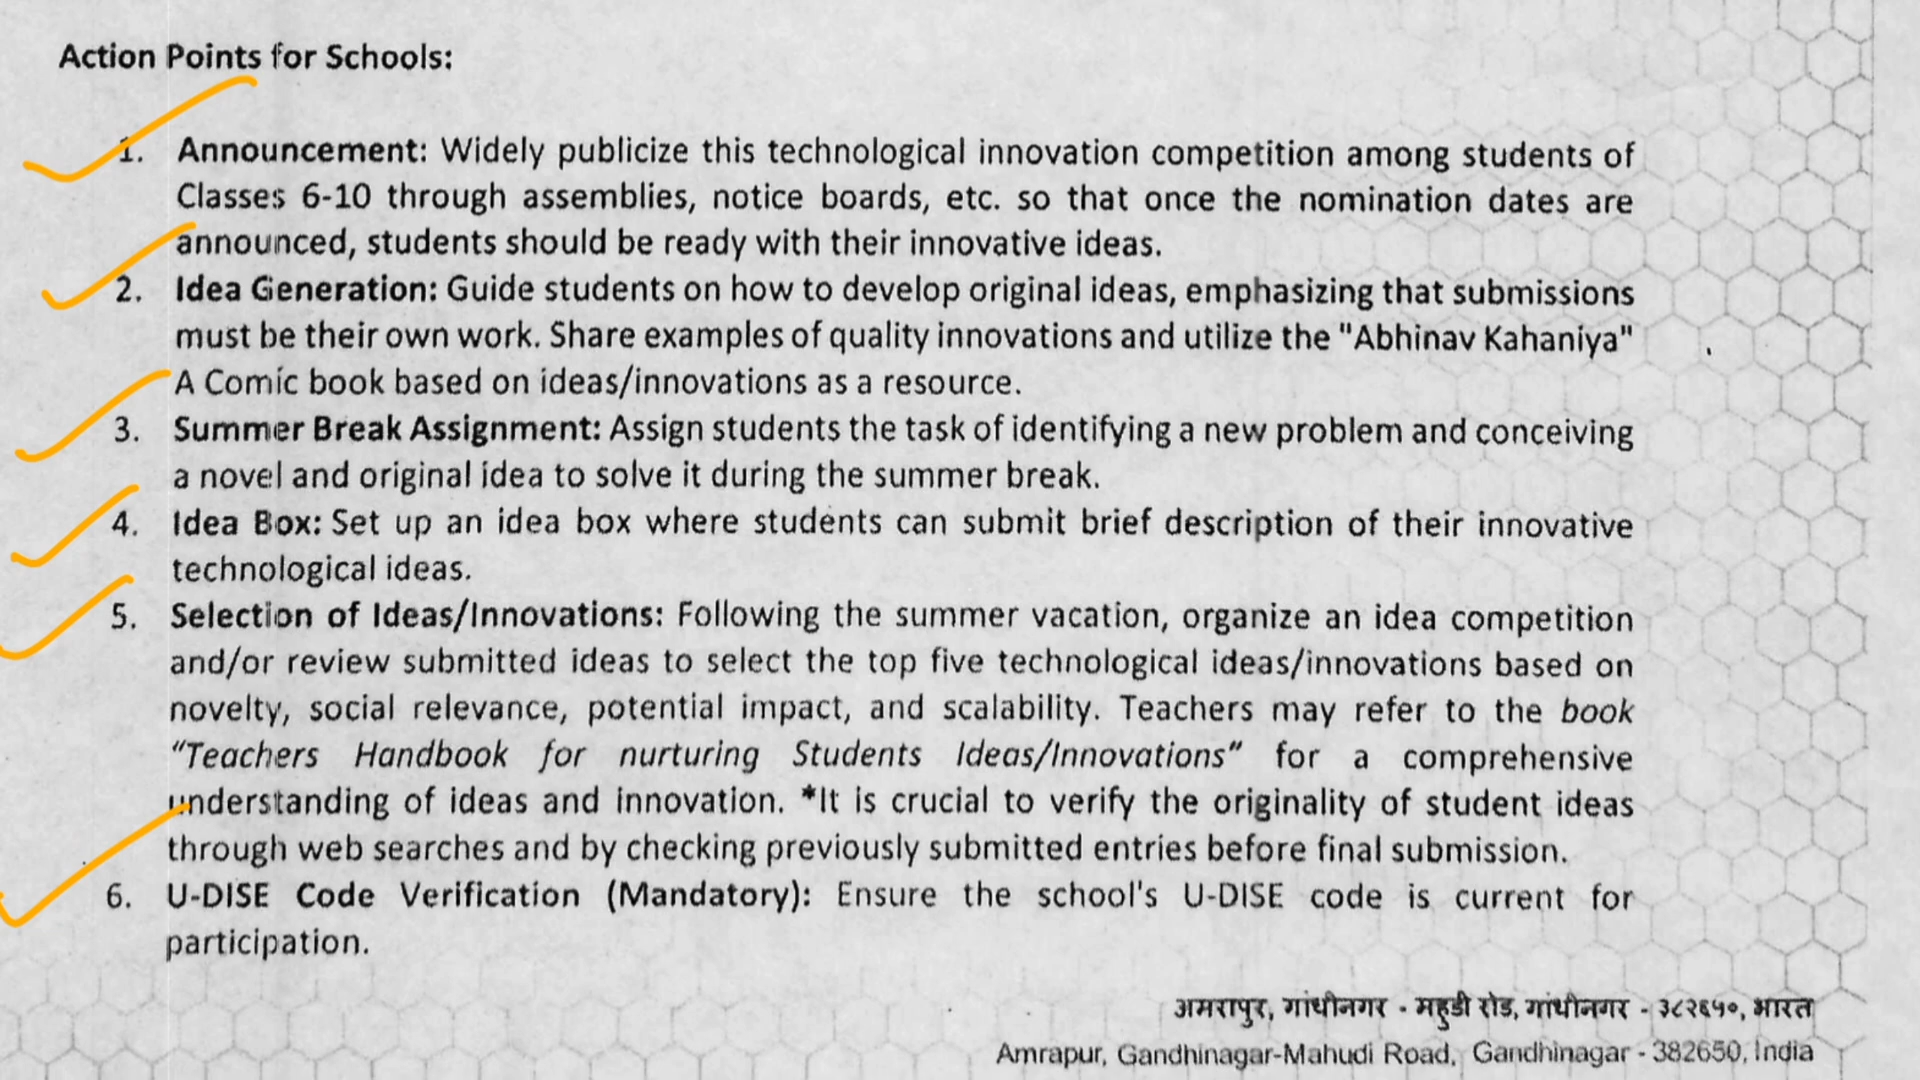 Action Points for Schools:
1. Announcement: Widely publicize this technological innovation competition among students of
Classes 6-10 through assemblies, notice boards, etc. so that once the nomination dates are
announced, students should be ready with their innovative ideas.
2. Idea Generation: Guide students on how to develop original ideas, emphasizing that submissions
must be their own work. Share examples of quality innovations and utilize the "Abhinav Kahaniya"
A Comic book based on ideas/innovations as a resource.
3. Summer Break Assignment: Assign students the task of identifying a new problem and conceiving
a novel and original idea to solve it during the summer break.
4. Idea Box: Set up an idea box where students can submit brief description of their innovative
technological ideas.
5. Selection of Ideas/Innovations: Following the summer vacation, organize an idea competition
and/or review submitted ideas to select the top five technological ideas/innovations based on
novelty, social relevance, potential impact, and scalability. Teachers may refer to the book
“Teachers Handbook for nurturing Students Ideas/Innovations” for a comprehensive
understanding of ideas and innovation. *It is crucial to verify the originality of student ideas
through web searches and by checking previously submitted entries before final submission.
6. U-DISE Code Verification (Mandatory): Ensure the school's U-DISE code is current for
participation.
अमरापुर, गांधीनगर - महुडी रोड, गांधीनगर - ३८२६५०, भारत
Amrapur, Gandhinagar-Mahudi Road, Gandhinagar - 382650, India